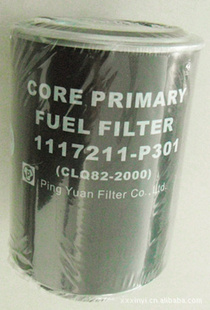 CORE PRIMARY
FUEL FILTER
1117211-P301
(CLQ82-2000)
Ping Yuan Filter Co., Ltd.